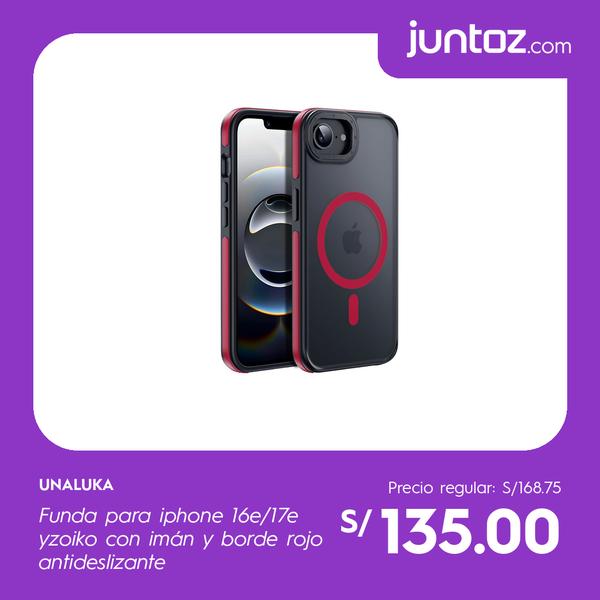 juntoz.com
UNALUKA
Funda para iphone 16e/17e
yzoiko con imán y borde rojo
antideslizante
Precio regular: S/168.75
S/135.00